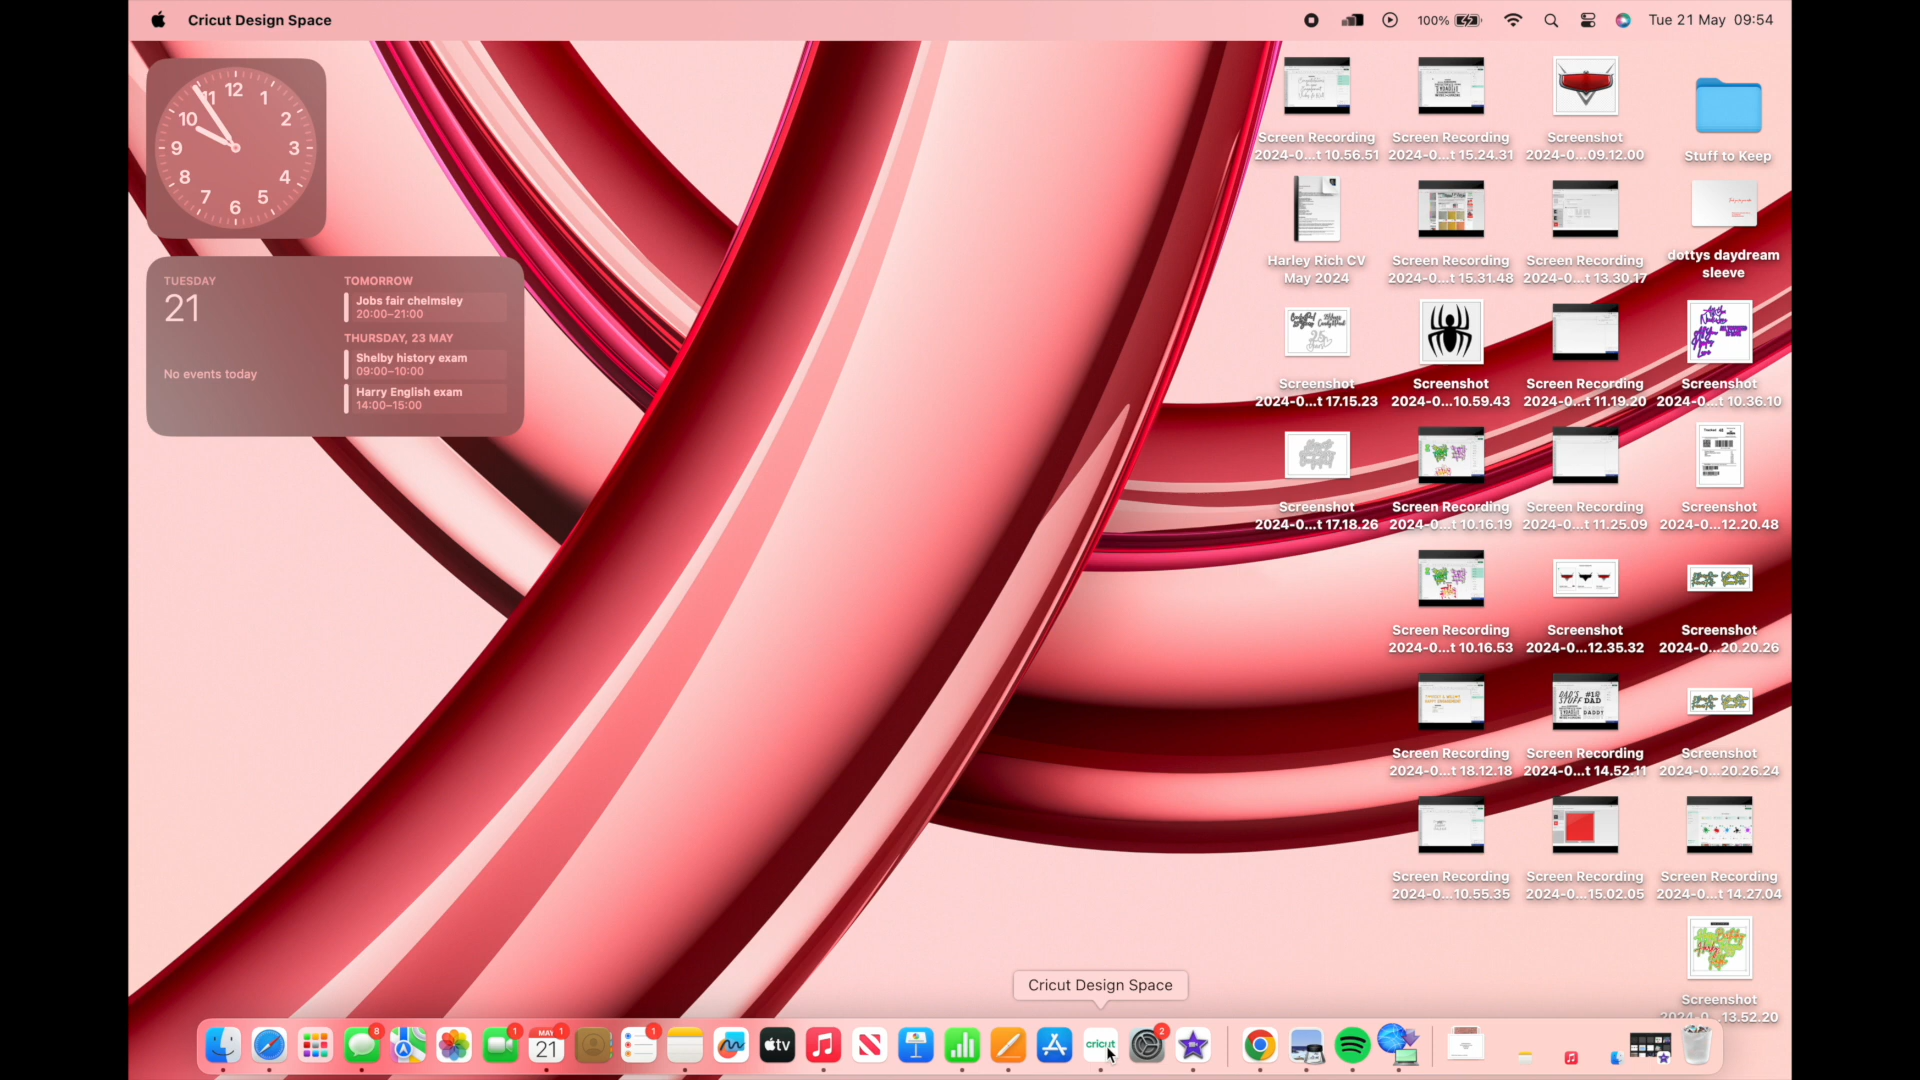 Cricut Design Space
100%
Tue 21 May 09:54
12
11
1
10
2
9
3
8
4
7
5
6
TUESDAY
21
No events today
TOMORROW
Jobs fair chelmsley
20:00–21:00
THURSDAY, 23 MAY
Shelby history exam
09:00–10:00
Harry English exam
14:00–15:00
Screen Recording
2024-0...t 10.56.51
Screen Recording
2024-0...t 15.24.31
Screenshot
2024-0...09.12.00
Stuff to Keep
Harley Rich CV
May 2024
Screen Recording
2024-0...t 15.31.48
Screen Recording
2024-0...t 13.30.17
dottys daydream
sleeve
Screenshot
2024-0...t 17.15.23
Screenshot
2024-0...10.59.43
Screen Recording
2024-0...t 11.19.20
Screenshot
2024-0...t 10.36.10
Screenshot
2024-0...t 17.18.26
Screen Recording
2024-0...t 10.16.19
Screen Recording
2024-0...t 11.25.09
Screenshot
2024-0...12.20.48
Screen Recording
2024-0...t 10.16.53
Screenshot
2024-0...12.35.32
Screenshot
2024-0...20.20.26
DAD'S STUFF
#1 DAD
DADDY
Screen Recording
2024-0...t 18.12.18
Screen Recording
2024-0...t 14.52.11
Screenshot
2024-0...20.26.24
Screen Recording
2024-0...10.55.35
Screen Recording
2024-0...15.02.05
Screen Recording
2024-0...t 14.27.04
Screenshot
2024-0...13.52.20
Cricut Design Space
8
1
MAY
21
1
1
tv
cricut
2